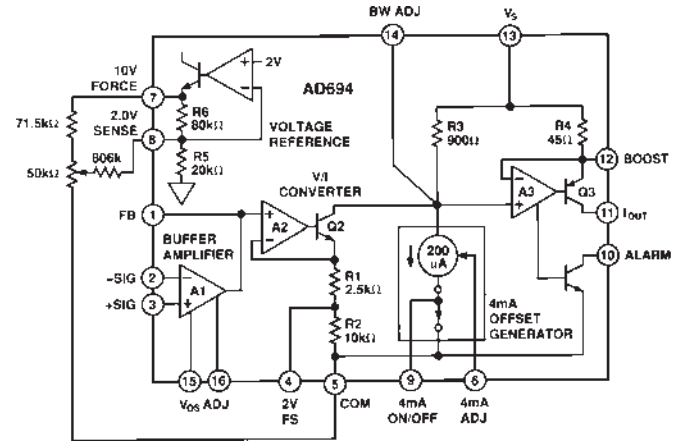 BW ADJ
14
Vs
13
10V
FORCE
7
2V
AD694
R6
80kΩ
VOLTAGE
REFERENCE
71.5kΩ
2.0V
SENSE
8
806k
50kΩ
R5
20kΩ
R3
900Ω
R4
45Ω
12
BOOST
V/I
CONVERTER
FB
1
A2
Q2
A3
Q3
11
IOUT
BUFFER
AMPLIFIER
–SIG
2
+SIG
3
A1
R1
2.5kΩ
R2
10kΩ
200
uA
10
ALARM
4mA
OFFSET
GENERATOR
15
16
4
5
9
6
VOS ADJ
2V
FS
COM
4mA
ON/OFF
4mA
ADJ